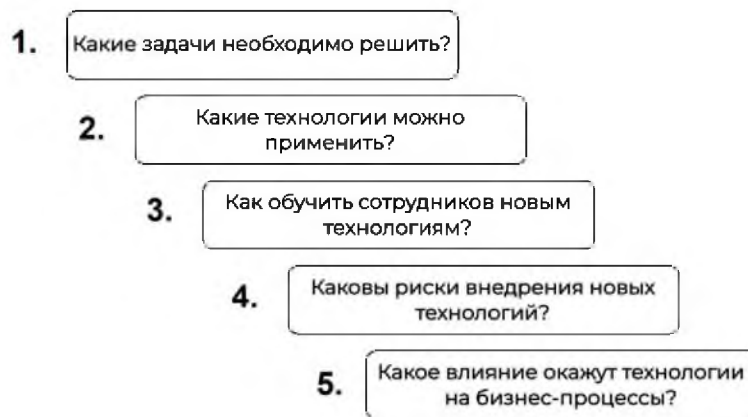 1. Какие задачи необходимо решить?
2. Какие технологии можно
применить?
3. Как обучить сотрудников новым
технологиям?
4. Каковы риски внедрения новых
технологий?
5. Какое влияние окажут технологии
на бизнес-процессы?